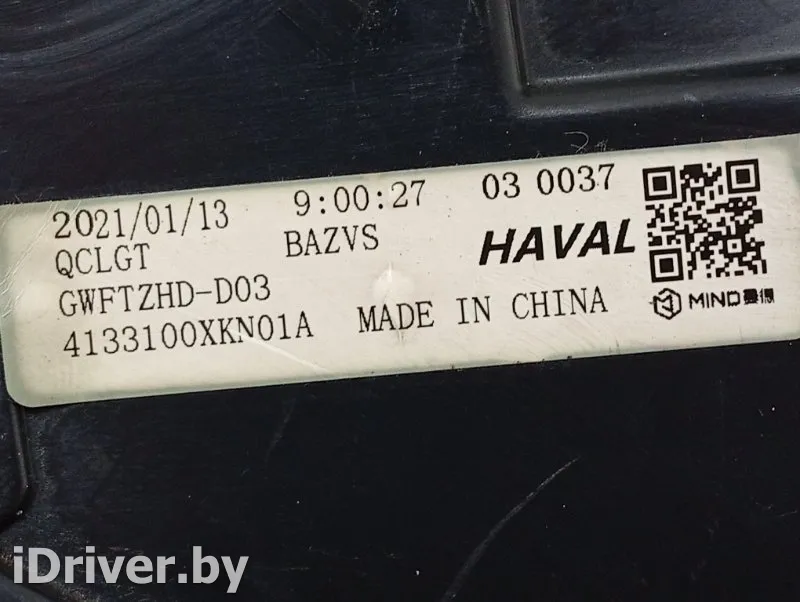 2021/01/13 9:00:27 03 0037
QCLGT BAZVS HAVAL
GWFTZHD-D03
4133100XKN01A MADE IN CHINA MIND
iDriver.by